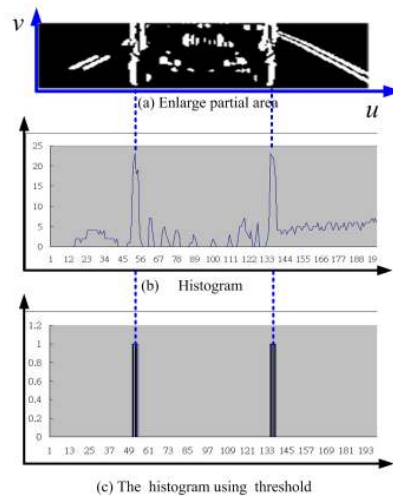 v
u
(a) Enlarge partial area
25
20
15
10
5
0
1 12 23 34 45 56 67 78 89 100 111 122 133 144 155 166 177 188 19
(b) Histogram
1.2
1
0.8
0.6
0.4
0.2
0
1 13 25 37 49 61 73 85 97 109 121 133 145 157 169 181 193
(c) The histogram using threshold